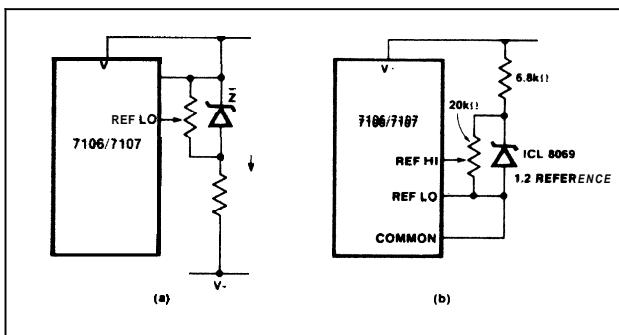 V
REF LO
7106/7107
V-
(a)
V-
6.8kΩ
20kΩ
7106/7107
REF HI
ICL 8069
1.2 REFERENCE
REF LO
COMMON
(b)